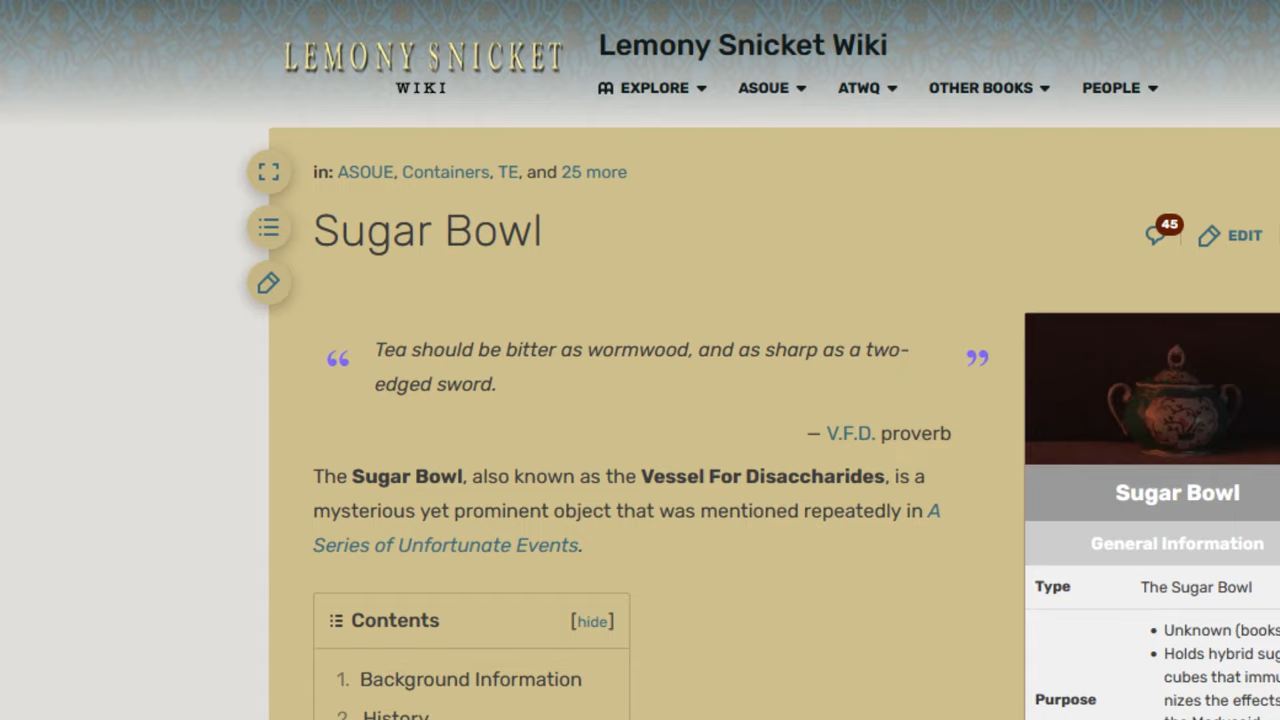 LEMONY SNICKET
WIKI
Lemony Snicket Wiki
EXPLORE ASOUE ATWQ OTHER BOOKS PEOPLE
in: ASOUE, Containers, TE, and 25 more
Sugar Bowl
45
EDIT
“ Tea should be bitter as wormwood, and as sharp as a two- ”
edged sword.
– V.F.D. proverb
The Sugar Bowl, also known as the Vessel For Disaccharides, is a
mysterious yet prominent object that was mentioned repeatedly in A
Series of Unfortunate Events.
Contents [hide]
1. Background Information
2. History
Sugar Bowl
General Information
Type The Sugar Bowl
Purpose
• Unknown (books
• Holds hybrid sug
cubes that immu
nizes the effects